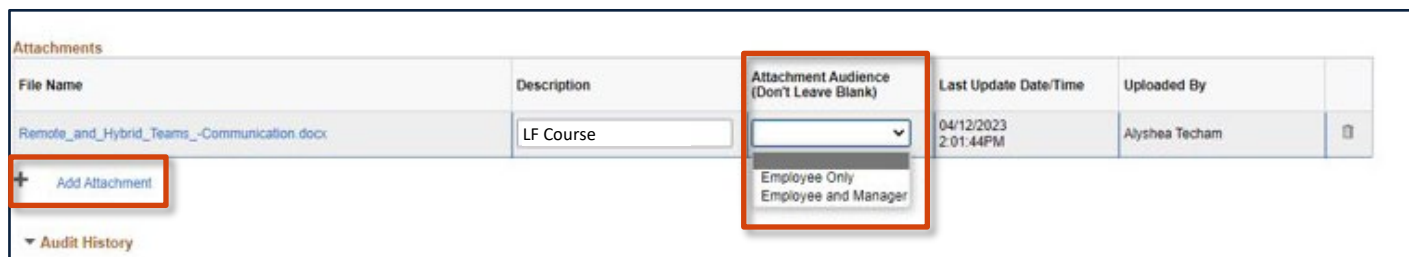 Attachments
File Name
Description
Attachment Audience
(Don't Leave Blank)
Last Update Date/Time
Uploaded By
Remote_and_Hybrid_Teams_-Communication.docx
LF Course
04/12/2023
2:01:44PM
Alyshea Techam
Employee Only
Employee and Manager
+ Add Attachment
Audit History